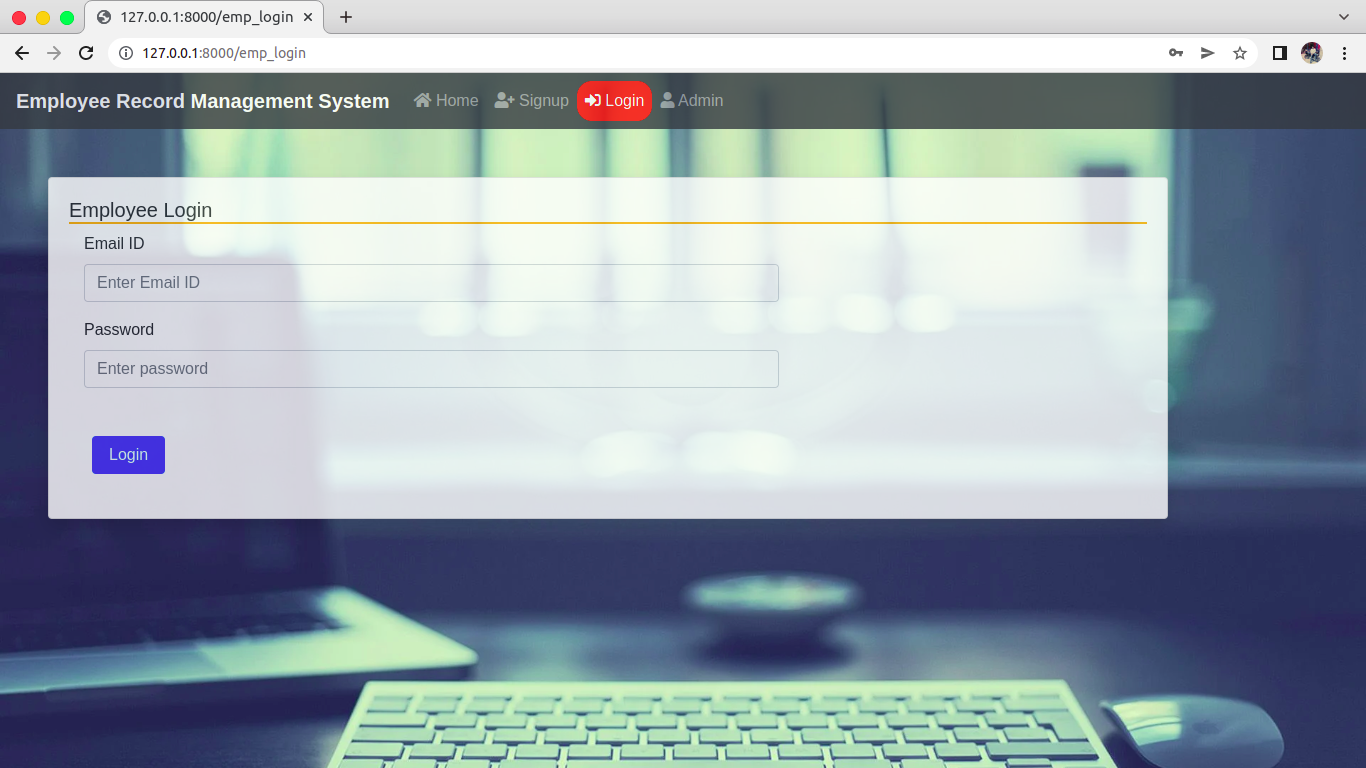 127.0.0.1:8000/emp_login
127.0.0.1:8000/emp_login
Employee Record Management System Home Signup Login Admin
Employee Login
Email ID
Enter Email ID
Password
Enter password
Login